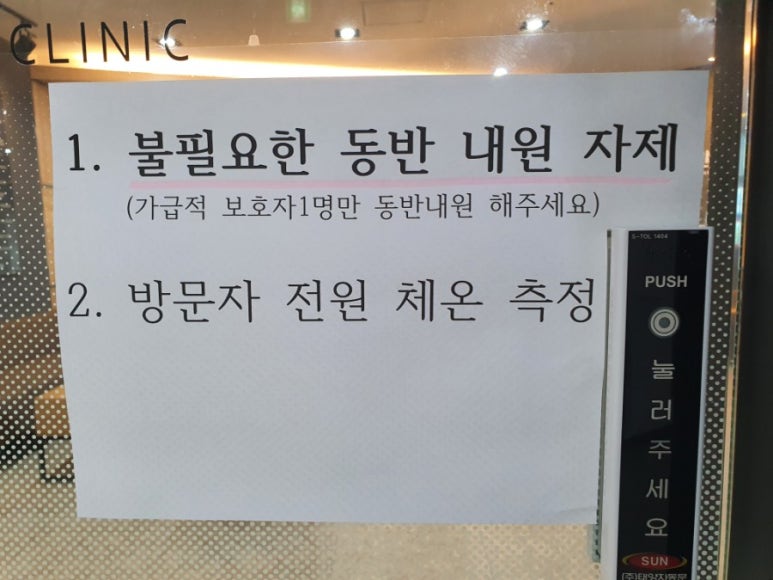 CLINIC
1. 불필요한 동반 내원 자제
(가급적 보호자1명만 동반내원 해주세요)
2. 방문자 전원 체온 측정
S-TOL 1404
PUSH
눌러주세요
SUN